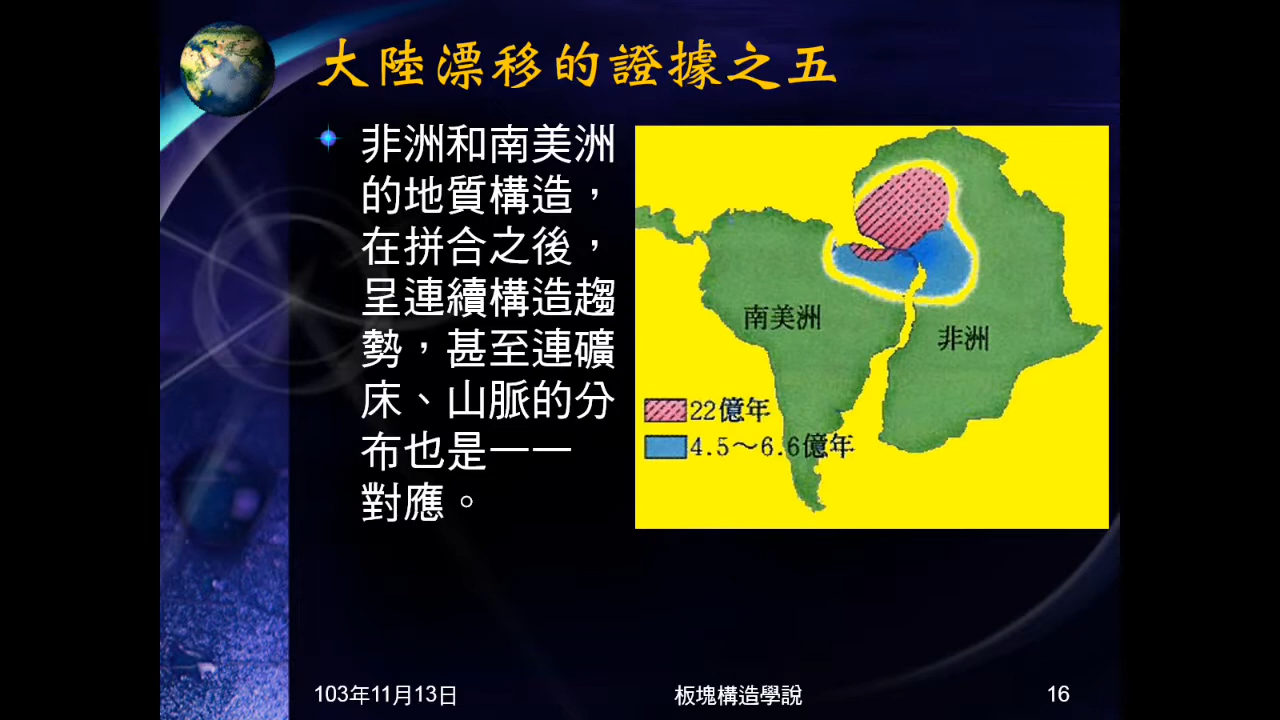 大陸漂移的證據之五
非洲和南美洲
的地質構造，
在拼合之後，
呈連續構造趨
勢，甚至連礦
床、山脈的分
布也是一一
對應。
南美洲
非洲
22億年
4.5～6.6億年
103年11月13日
板塊構造學說
16